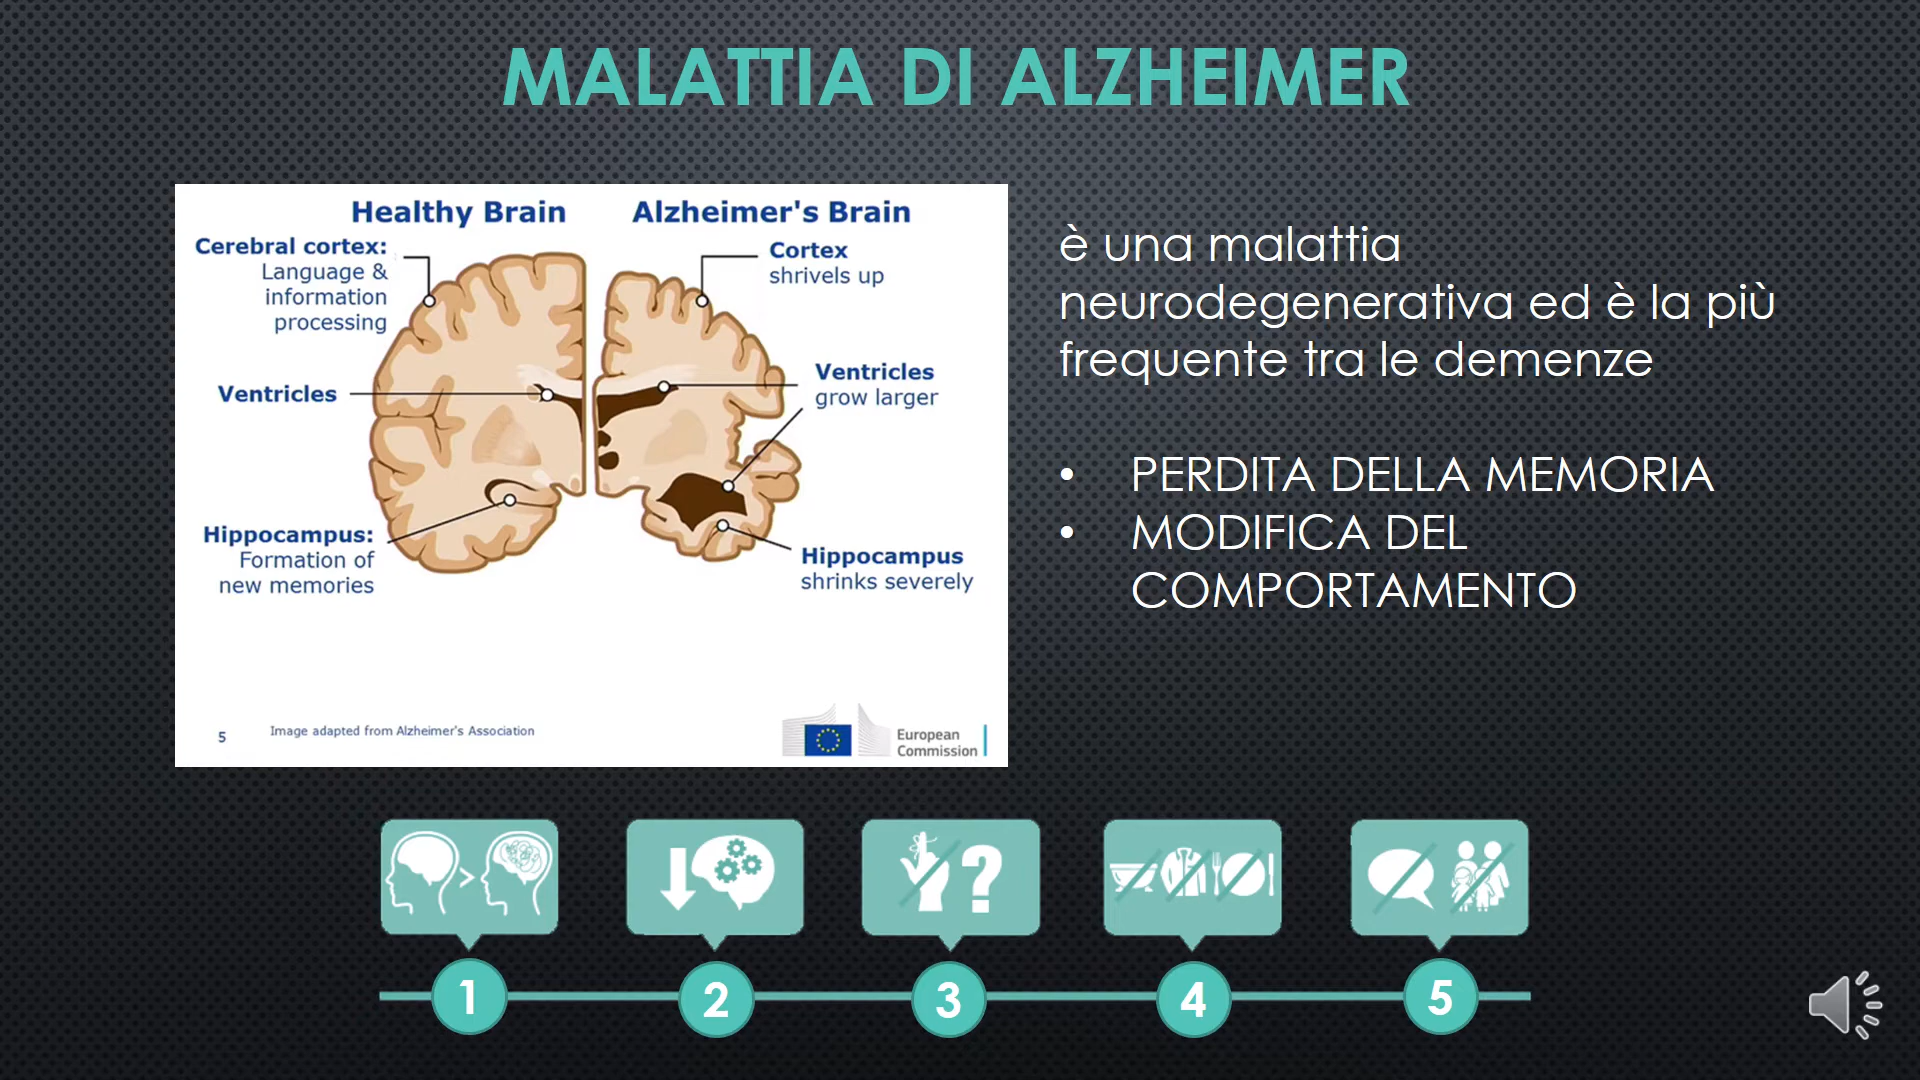 MALATTIA DI ALZHEIMER
Healthy Brain
Alzheimer's Brain
Cerebral cortex:
Language &
information
processing
Cortex
shrivels up
Ventricles
Ventricles
grow larger
Hippocampus:
Formation of
new memories
Hippocampus
shrinks severely
5
Image adapted from Alzheimer's Association
European
Commission
è una malattia
neurodegenerativa ed è la più
frequente tra le demenze
• PERDITA DELLA MEMORIA
• MODIFICA DEL
COMPORTAMENTO
>
?
1
2
3
4
5